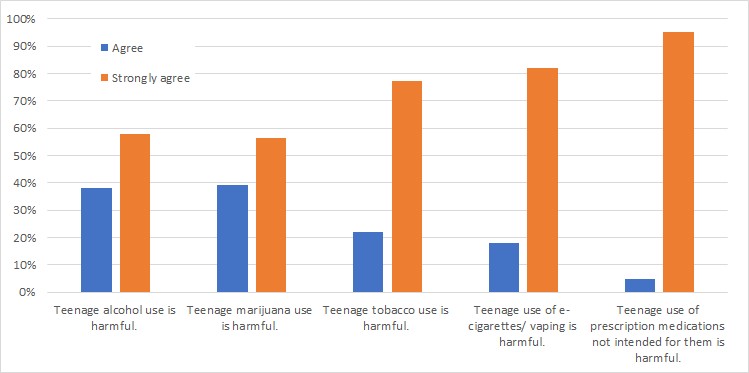 100%
90%
80%
70%
60%
50%
40%
30%
20%
10%
0%
Agree
Strongly agree
Teenage alcohol use is
harmful.
Teenage marijuana use
is harmful.
Teenage tobacco use is
harmful.
Teenage use of e-
cigarettes/ vaping is
harmful.
Teenage use of
prescription medications
not intended for them is
harmful.